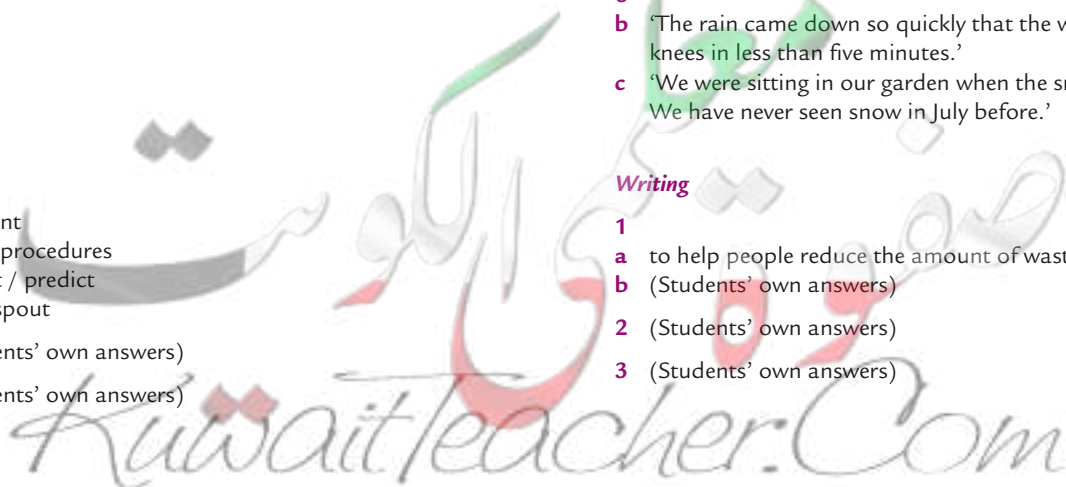 nt
procedures
t / predict
spout
ents' own answers)
ents' own answers)
b 'The rain came down so quickly that the w
knees in less than five minutes.'
c 'We were sitting in our garden when the sn
We have never seen snow in July before.'
Writing
1
a to help people reduce the amount of wast
b (Students' own answers)
2 (Students' own answers)
3 (Students' own answers)
صفوة معلمى الكويت
KuwaitTeacher.Com